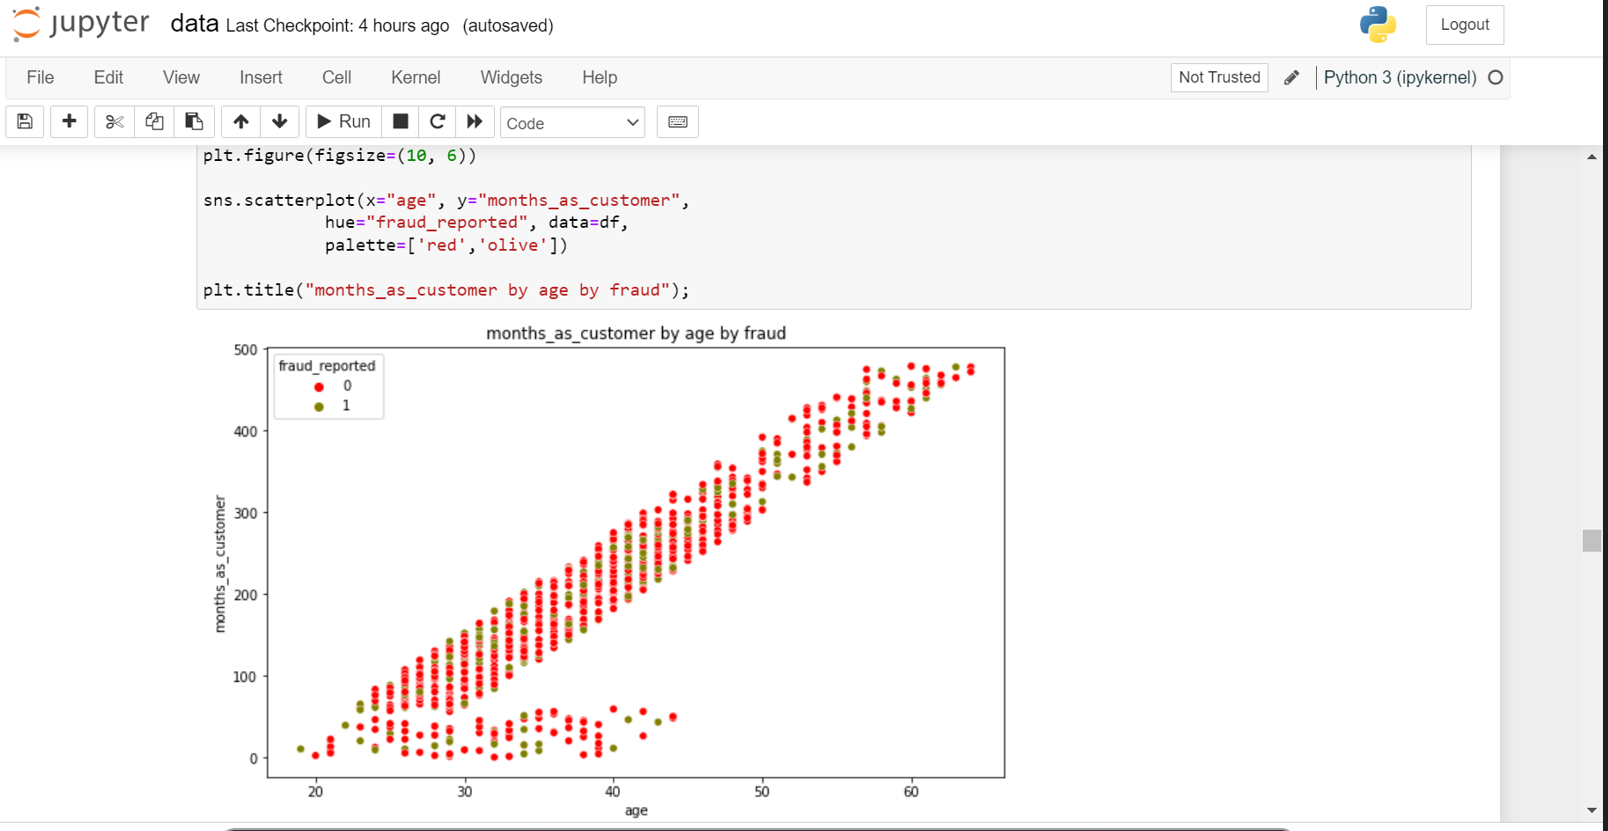 jupyter data Last Checkpoint: 4 hours ago (autosaved)
Logout
File Edit View Insert Cell Kernel Widgets Help
Not Trusted
Python 3 (ipykernel)
Run
Code
plt.figure(figsize=(10, 6))
sns.scatterplot(x="age", y="months_as_customer",
hue="fraud_reported", data=df,
palette=['red','olive'])
plt.title("months_as_customer by age by fraud");
months_as_customer by age by fraud
fraud_reported
0
1
500
400
300
200
100
0
months_as_customer
20 30 40 50 60
age